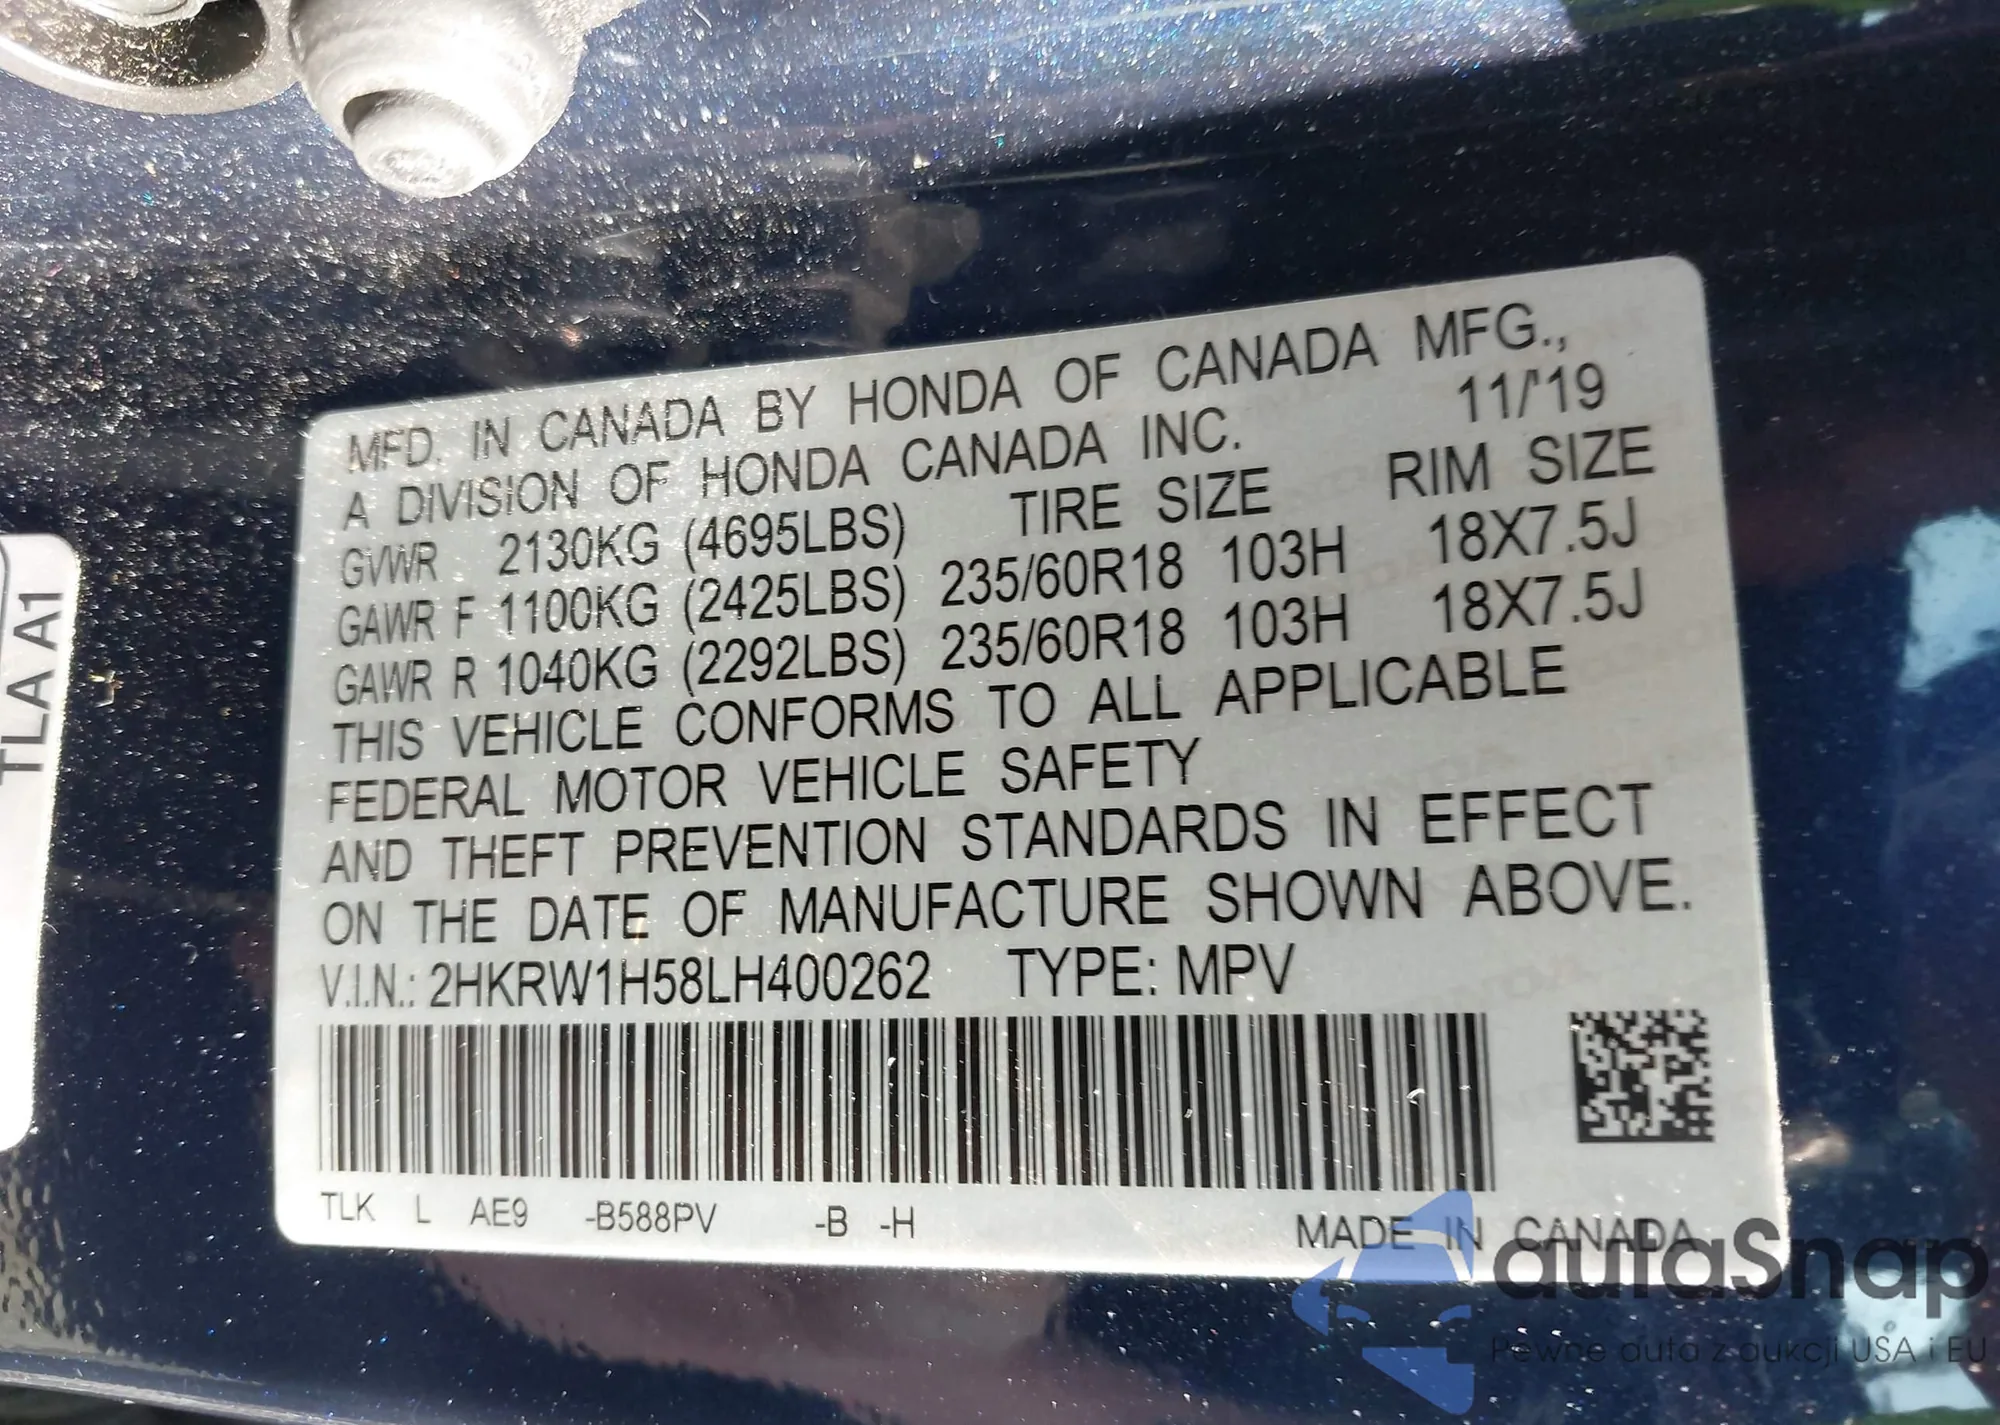 MFD. IN CANADA BY HONDA OF CANADA MFG.,
A DIVISION OF HONDA CANADA INC. 11/'19
GVWR 2130KG (4695LBS) TIRE SIZE RIM SIZE
GAWR F 1100KG (2425LBS) 235/60R18 103H 18X7.5J
GAWR R 1040KG (2292LBS) 235/60R18 103H 18X7.5J
THIS VEHICLE CONFORMS TO ALL APPLICABLE
FEDERAL MOTOR VEHICLE SAFETY
AND THEFT PREVENTION STANDARDS IN EFFECT
ON THE DATE OF MANUFACTURE SHOWN ABOVE.
V.I.N.: 2HKRW1H58LH400262 TYPE: MPV
TLK L AE9 -B588PV -B -H MADE IN CANADA
TLA A1
autaSnap
Pewne auta z aukcji USA i EU